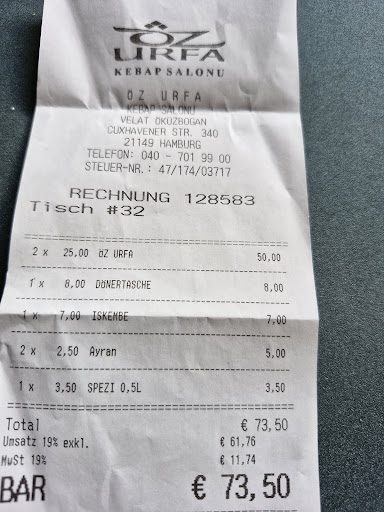 ÖZ
URFA
KEBAP SALONU
ÖZ URFA
KEBAP SALONU
VELAT ÖKÜZBOGAN
CUXHAVENER STR. 340
21149 HAMBURG
TELEFON: 040 - 701 99 00
STEUER-NR.: 47/174/03717
RECHNUNG 128583
Tisch #32
2 x 25,00 ÖZ URFA 50,00
1 x 8,00 DÖNERTASCHE 8,00
1 x 7,00 ISKEMBE 7,00
2 x 2,50 Ayran 5,00
1 x 3,50 SPEZI 0,5L 3,50
Total € 73,50
Umsatz 19% exkl. € 61,76
MwSt 19% € 11,74
BAR € 73,50